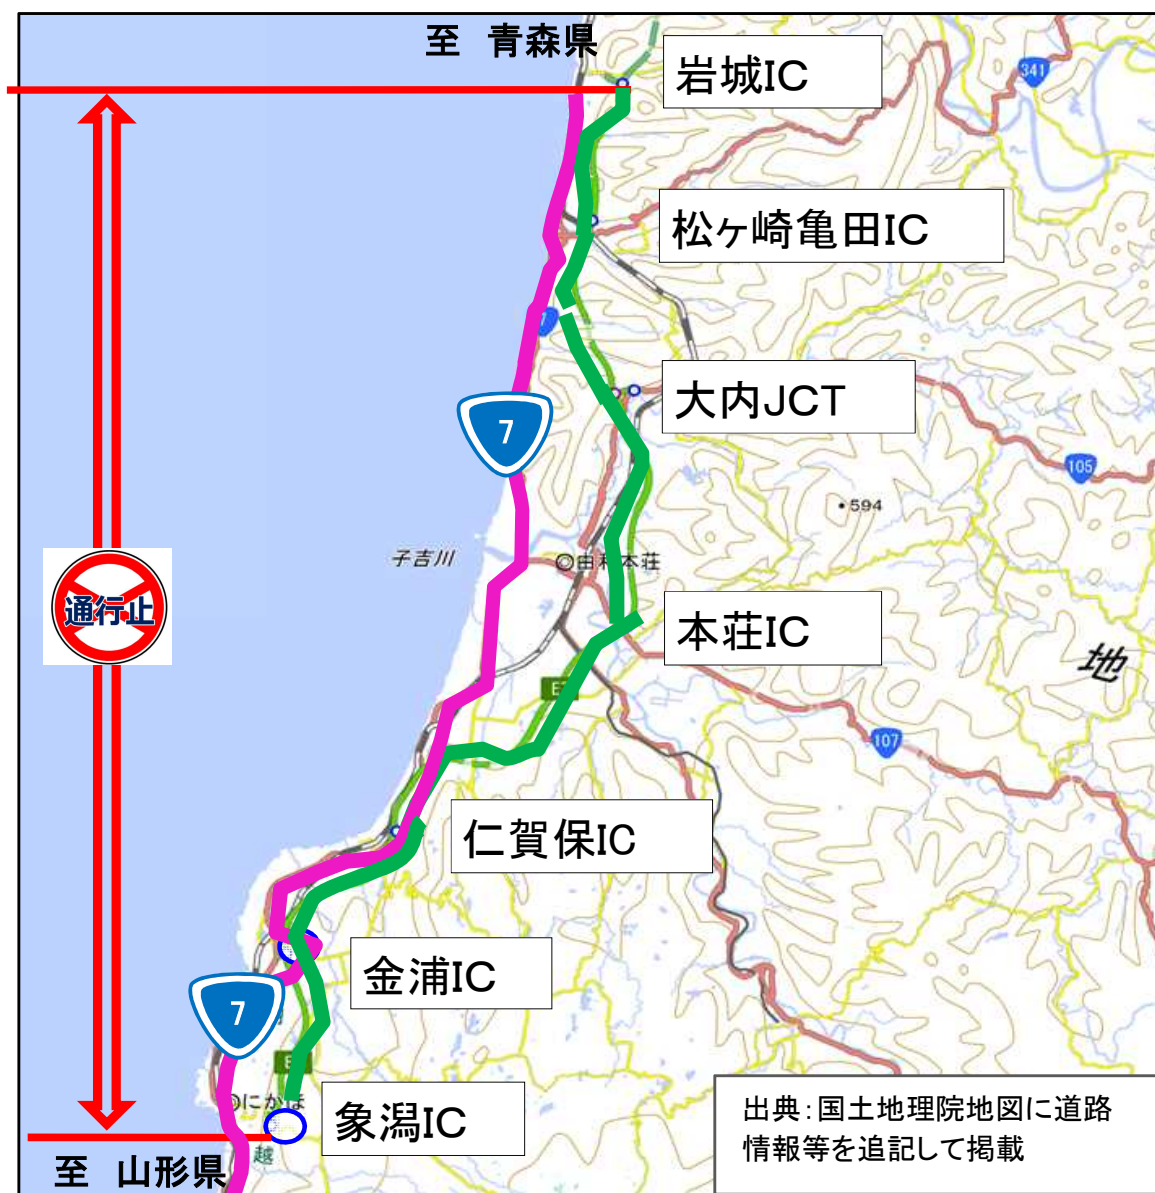 至 青森県
岩城IC
341
松ヶ崎亀田IC
大内JCT
7
105
594
子吉川
由利本荘
通行止
本荘IC
地
107
仁賀保IC
金浦IC
7
にかほ
象潟IC
越
至 山形県
出典:国土地理院地図に道路
情報等を追記して掲載